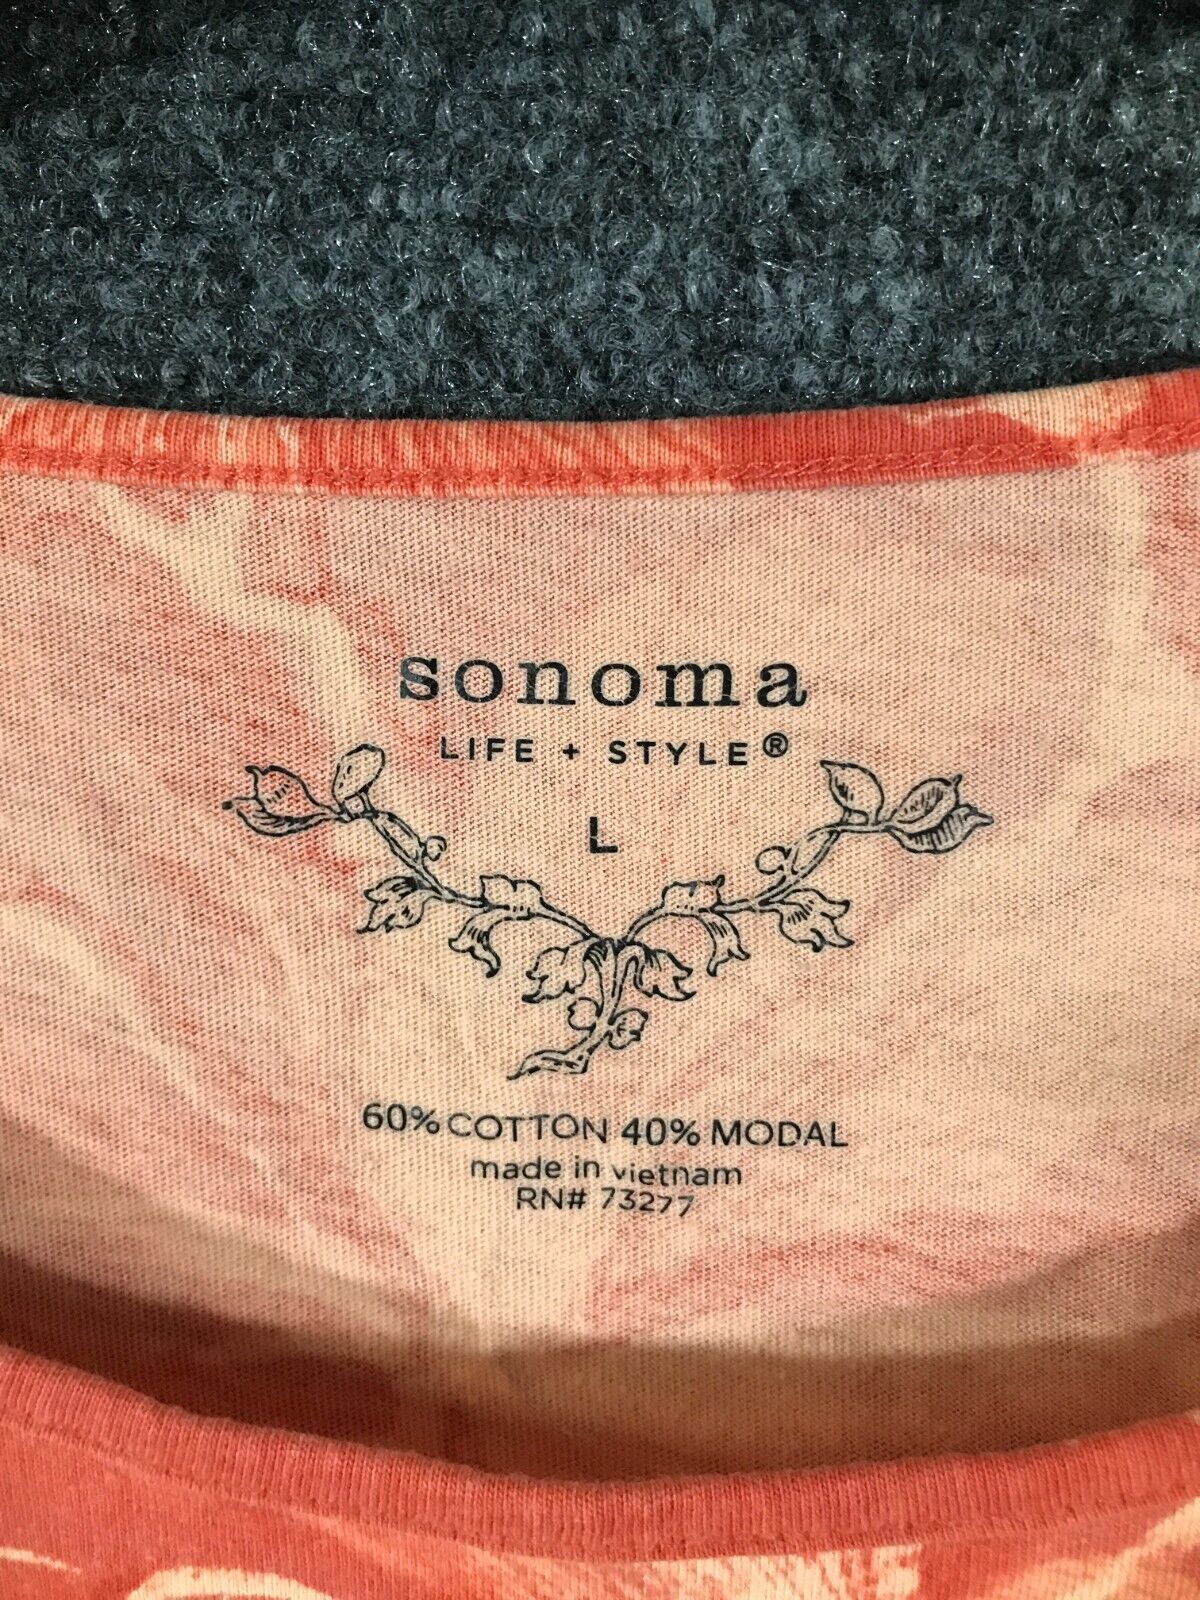 sonoma
LIFE + STYLE®
L
60% COTTON 40% MODAL
made in vietnam
RN# 73277